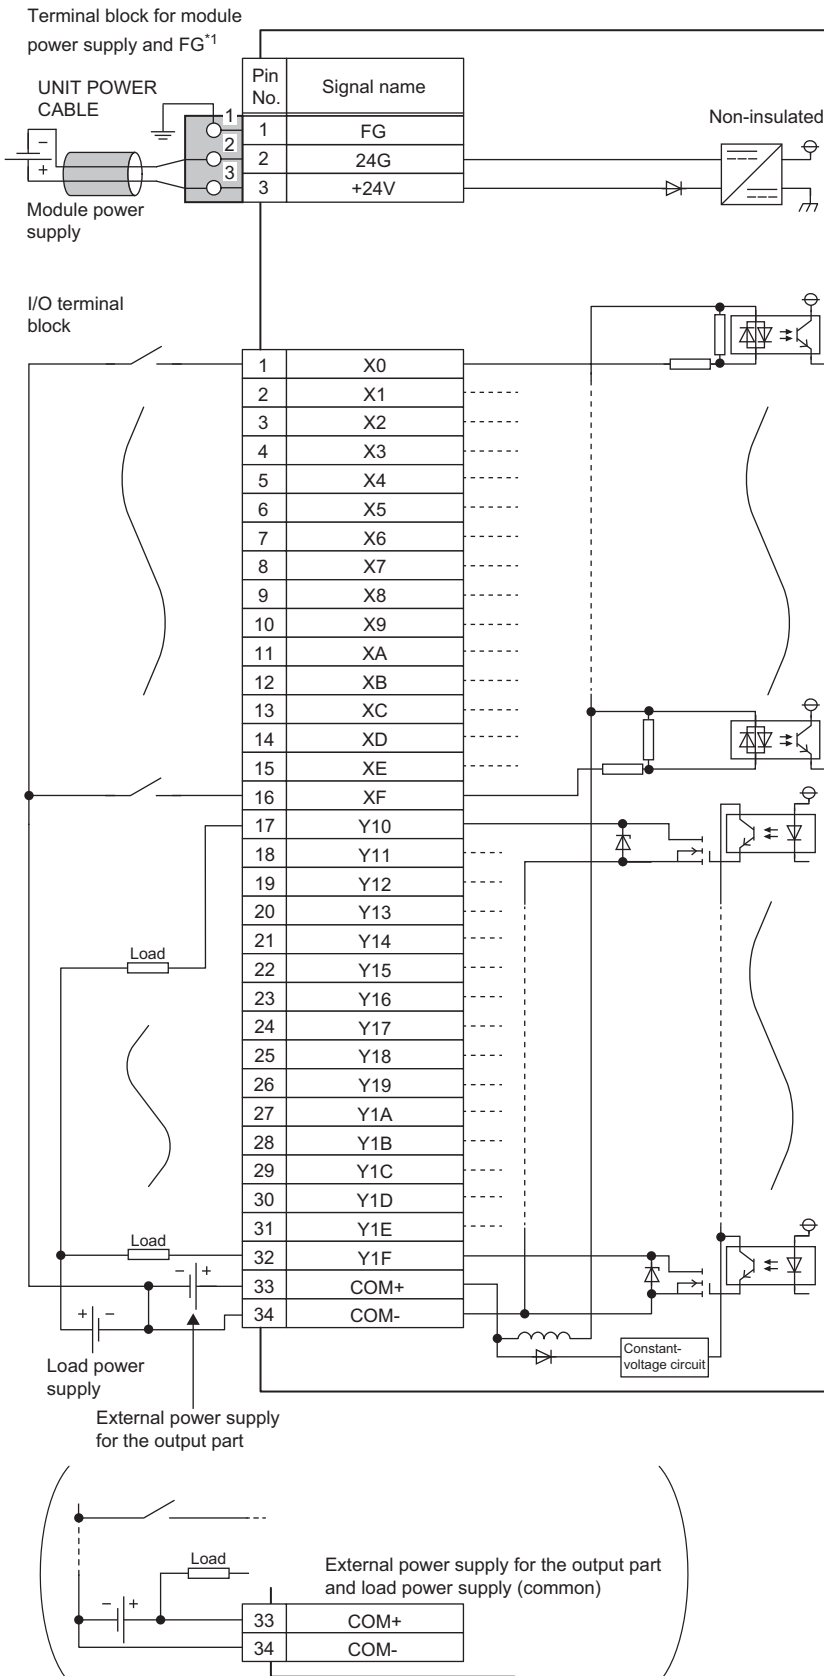 Terminal block for module
power supply and FG*1
UNIT POWER
CABLE
Pin
No.
Signal name
Non-insulated
1
2
3
1 FG
2 24G
3 +24V
- +
Module power
supply
I/O terminal
block
1 X0
2 X1
3 X2
4 X3
5 X4
6 X5
7 X6
8 X7
9 X8
10 X9
11 XA
12 XB
13 XC
14 XD
15 XE
16 XF
17 Y10
18 Y11
19 Y12
20 Y13
21 Y14
Load
22 Y15
23 Y16
24 Y17
25 Y18
26 Y19
27 Y1A
28 Y1B
29 Y1C
30 Y1D
31 Y1E
Load
32 Y1F
- +
33 COM+
+ -
34 COM-
Constant-
voltage circuit
Load power
supply
External power supply
for the output part
Load
External power supply for the output part
and load power supply (common)
- +
33 COM+
34 COM-